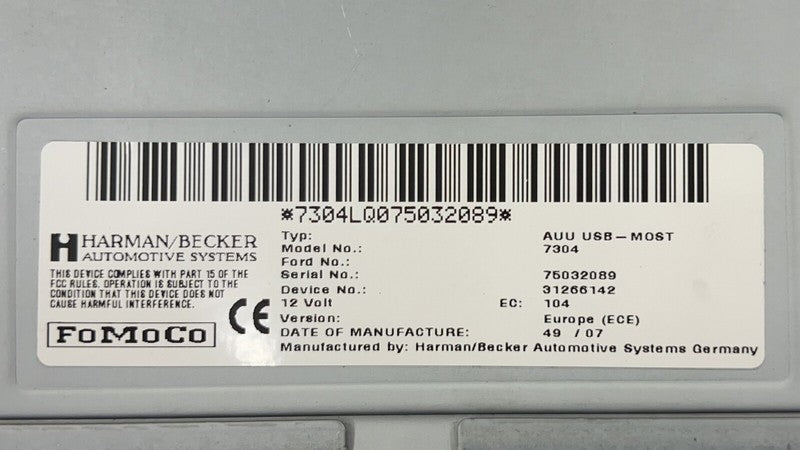 *7304LQ075032089*
HARMAN/BECKER
AUTOMOTIVE SYSTEMS
THIS DEVICE COMPLIES WITH PART 15 OF THE
FCC RULES. OPERATION IS SUBJECT TO THE
CONDITION THAT THIS DEVICE DOES NOT
CAUSE HARMFUL INTERFERENCE.
FoMoCo
CE
Typ: AUU USB-MOST
Model No.: 7304
Ford No.:
Serial No.: 75032089
Device No.: 31266142
12 Volt EC: 104
Version: Europe (ECE)
DATE OF MANUFACTURE: 49 / 07
Manufactured by: Harman/Becker Automotive Systems Germany